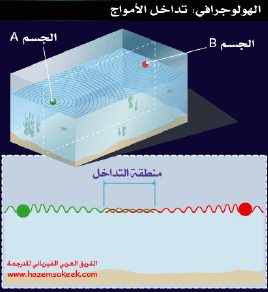 الهولوجرافي: تداخل الأمواج
الجسم B
الجسم A
منطقة التداخل
الفريق العربي الفيزيائي للترجمة
www.hazemsakeek.com